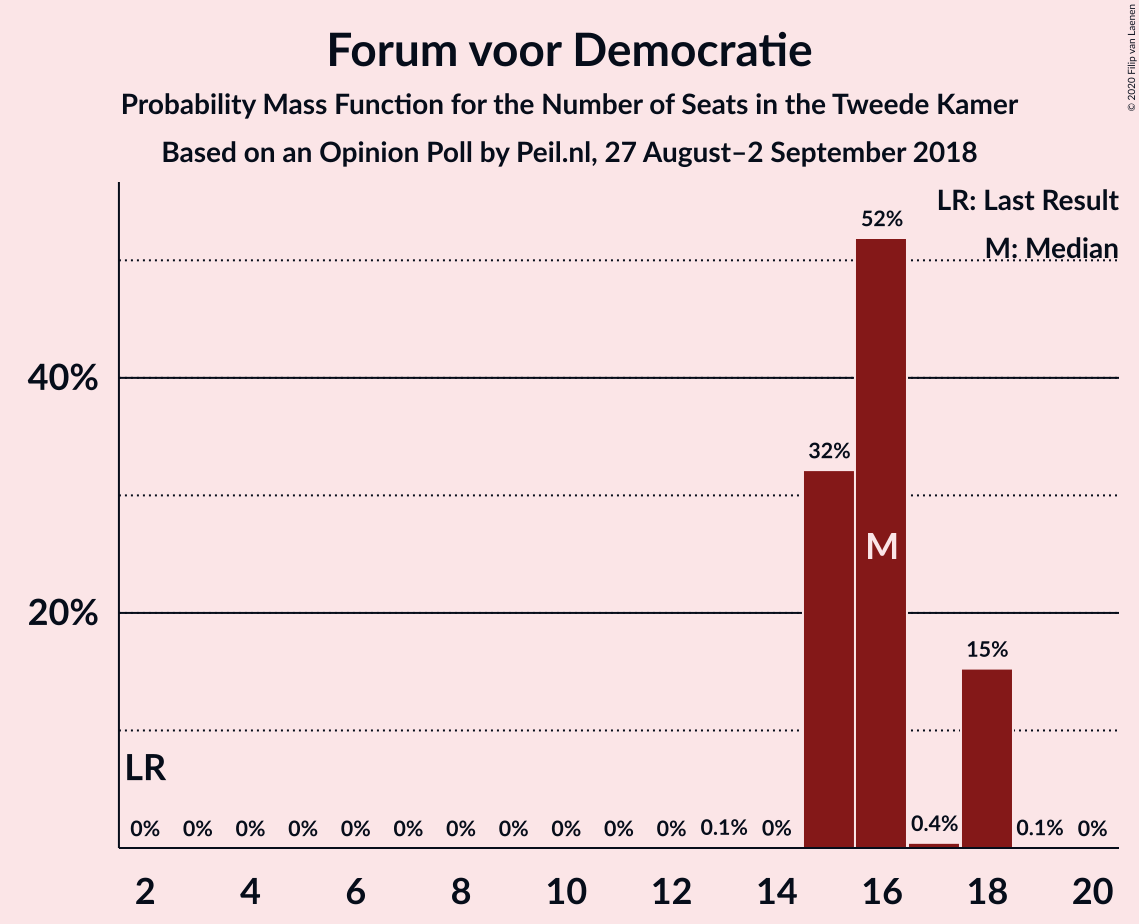 Forum voor Democratie
Probability Mass Function for the Number of Seats in the Tweede Kamer
Based on an Opinion Poll by Peil.nl, 27 August–2 September 2018
© 2020 Filip van Laenen
LR: Last Result
M: Median
52%
40%
32%
M
20%
15%
LR
0% 0% 0% 0% 0% 0% 0% 0% 0% 0% 0% 0.1% 0% 0.4% 0.1% 0%
2 4 6 8 10 12 14 16 18 20